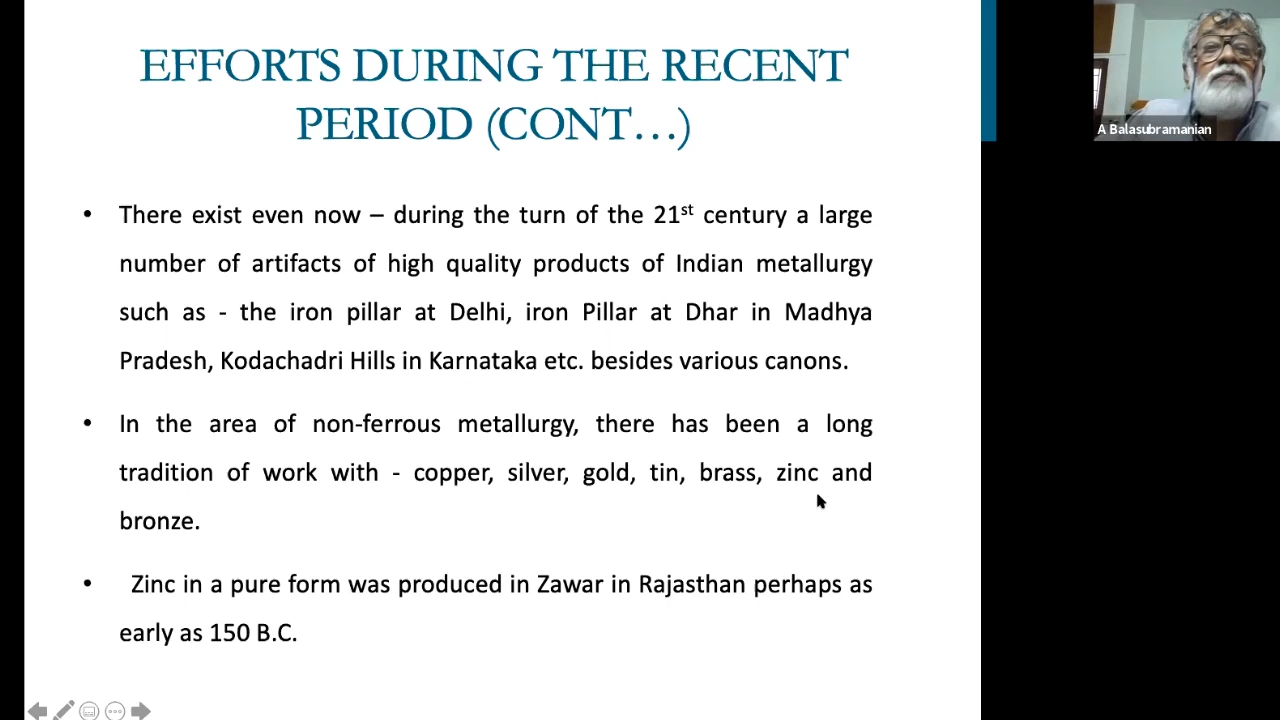 EFFORTS DURING THE RECENT
PERIOD (CONT…)
• There exist even now – during the turn of the 21st century a large
number of artifacts of high quality products of Indian metallurgy
such as - the iron pillar at Delhi, iron Pillar at Dhar in Madhya
Pradesh, Kodachadri Hills in Karnataka etc. besides various canons.
• In the area of non-ferrous metallurgy, there has been a long
tradition of work with - copper, silver, gold, tin, brass, zinc and
bronze.
• Zinc in a pure form was produced in Zawar in Rajasthan perhaps as
early as 150 B.C.
A Balasubramanian